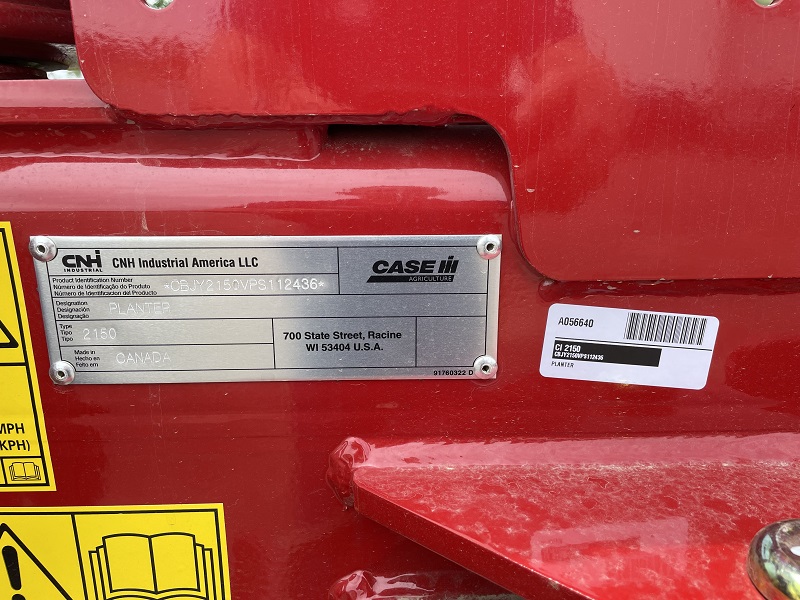 CNH
INDUSTRIAL
CNH Industrial America LLC
Product Identification Number
Número de Identificação do Produto
Número de Identificacion del Producto
*CBJY2150VPS112436*
CASE IH
AGRICULTURE
Designation
Designación
Designação
PLANTER
Type
Tipo
Tipo
2150
700 State Street, Racine
WI 53404 U.S.A.
Made in
Hecho en
Feito em
CANADA
91760322 D
A056640
CI 2150
CBJY2150VPS112436
PLANTER
MPH
KPH)
!